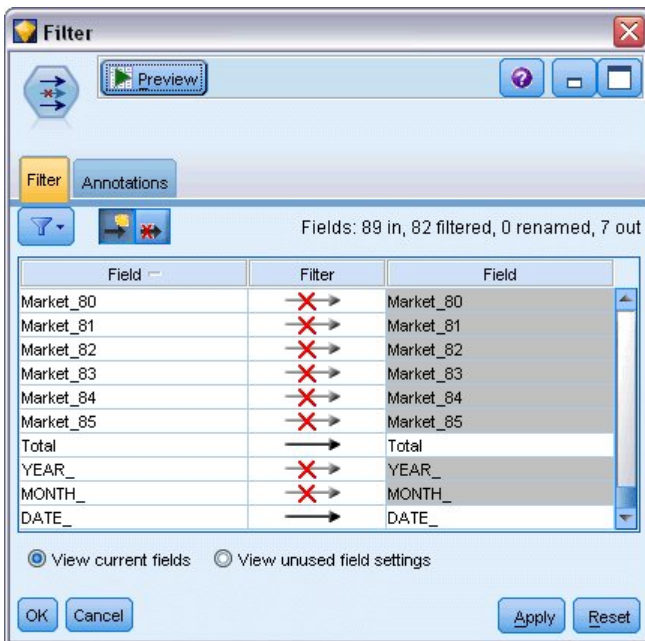 Filter
Preview
Filter Annotations
Fields: 89 in, 82 filtered, 0 renamed, 7 out
Field Filter Field
Market_80 Market_80
Market_81 Market_81
Market_82 Market_82
Market_83 Market_83
Market_84 Market_84
Market_85 Market_85
Total Total
YEAR_ YEAR_
MONTH_ MONTH_
DATE_ DATE_
View current fields View unused field settings
OK Cancel Apply Reset